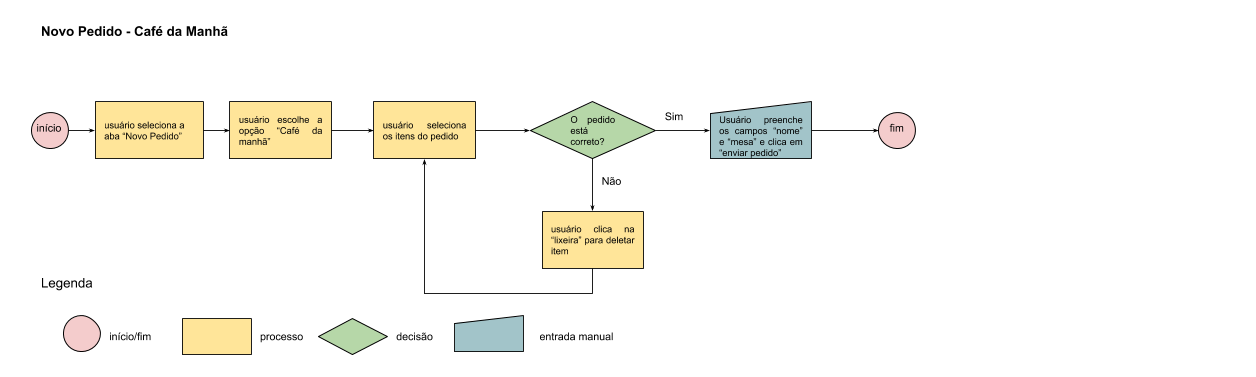 Novo Pedido - Café da Manhã
início
usuário seleciona a
aba “Novo Pedido”
usuário escolhe a
opção “Café da
manhã”
usuário seleciona
os itens do pedido
O pedido
está
correto?
Sim
Usuário preenche
os campos “nome”
e “mesa” e clica em
“enviar pedido”
fim
Não
usuário clica na
“lixeira” para deletar
item
Legenda
início/fim
processo
decisão
entrada manual